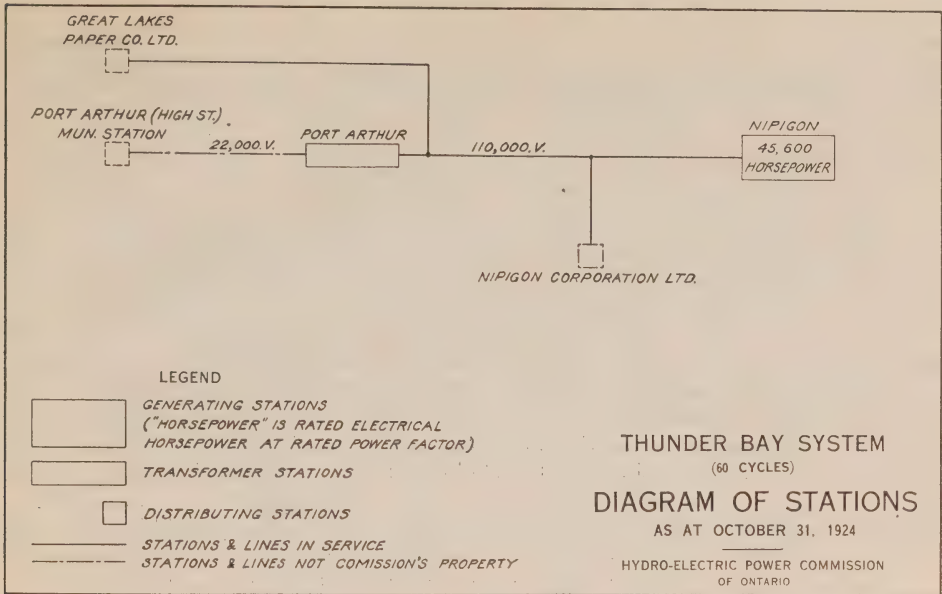 GREAT LAKES
PAPER CO. LTD.
PORT ARTHUR (HIGH ST.)
MUN. STATION
22,000. V.
PORT ARTHUR
110,000. V.
NIPIGON
45,600
HORSEPOWER
NIPIGON CORPORATION LTD.
LEGEND
GENERATING STATIONS
("HORSEPOWER" IS RATED ELECTRICAL
HORSEPOWER AT RATED POWER FACTOR)
TRANSFORMER STATIONS
DISTRIBUTING STATIONS
STATIONS & LINES IN SERVICE
STATIONS & LINES NOT COMISSION'S PROPERTY
THUNDER BAY SYSTEM
(60 CYCLES)
DIAGRAM OF STATIONS
AS AT OCTOBER 31, 1924
HYDRO-ELECTRIC POWER COMMISSION
OF ONTARIO